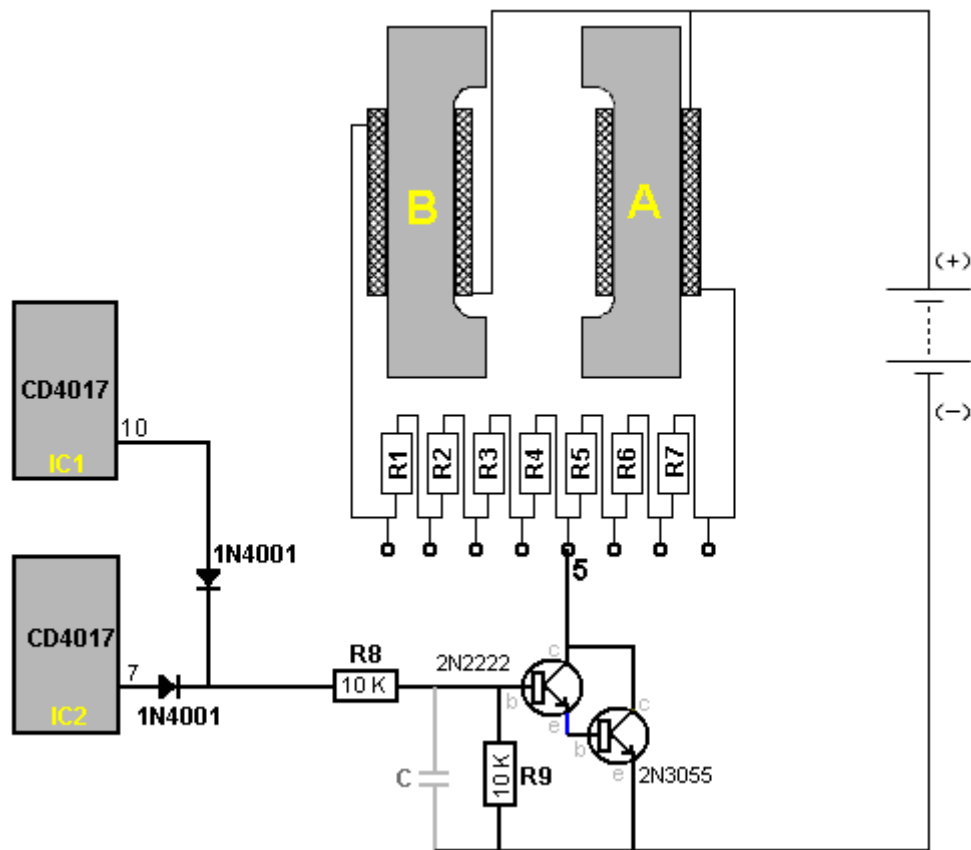 B
A
(+)
(-)
CD4017
10
IC1
R1
R2
R3
R4
R5
R6
R7
1N4001
5
CD4017
7
IC2
1N4001
R8
10 K
2N2222
c
b
e
c
b
e
2N3055
C
10 K
R9